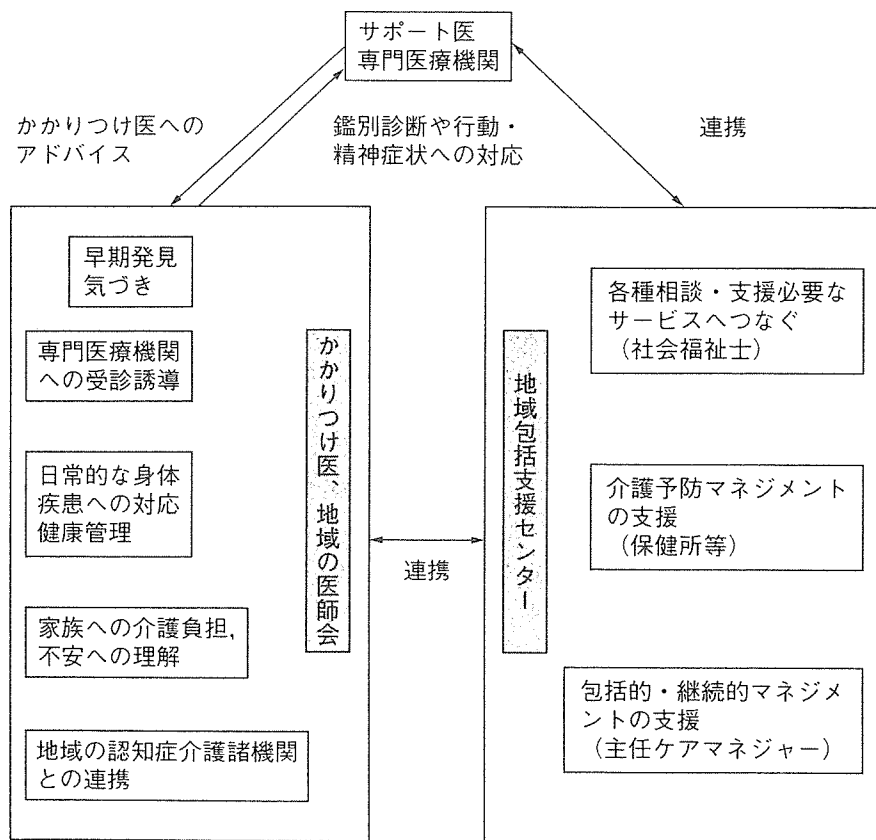 サポート医
専門医療機関
かかりつけ医への
アドバイス
鑑別診断や行動・
精神症状への対応
連携
早期発見
気づき
専門医療機関
への受診誘導
日常的な身体
疾患への対応
健康管理
家族への介護負担,
不安への理解
地域の認知症介護諸機関
との連携
かかりつけ医、地域の医師会
連携
地域包括支援センター
各種相談・支援必要な
サービスへつなぐ
（社会福祉士）
介護予防マネジメント
の支援
（保健所等）
包括的・継続的マネジメ
ントの支援
（主任ケアマネジャー）